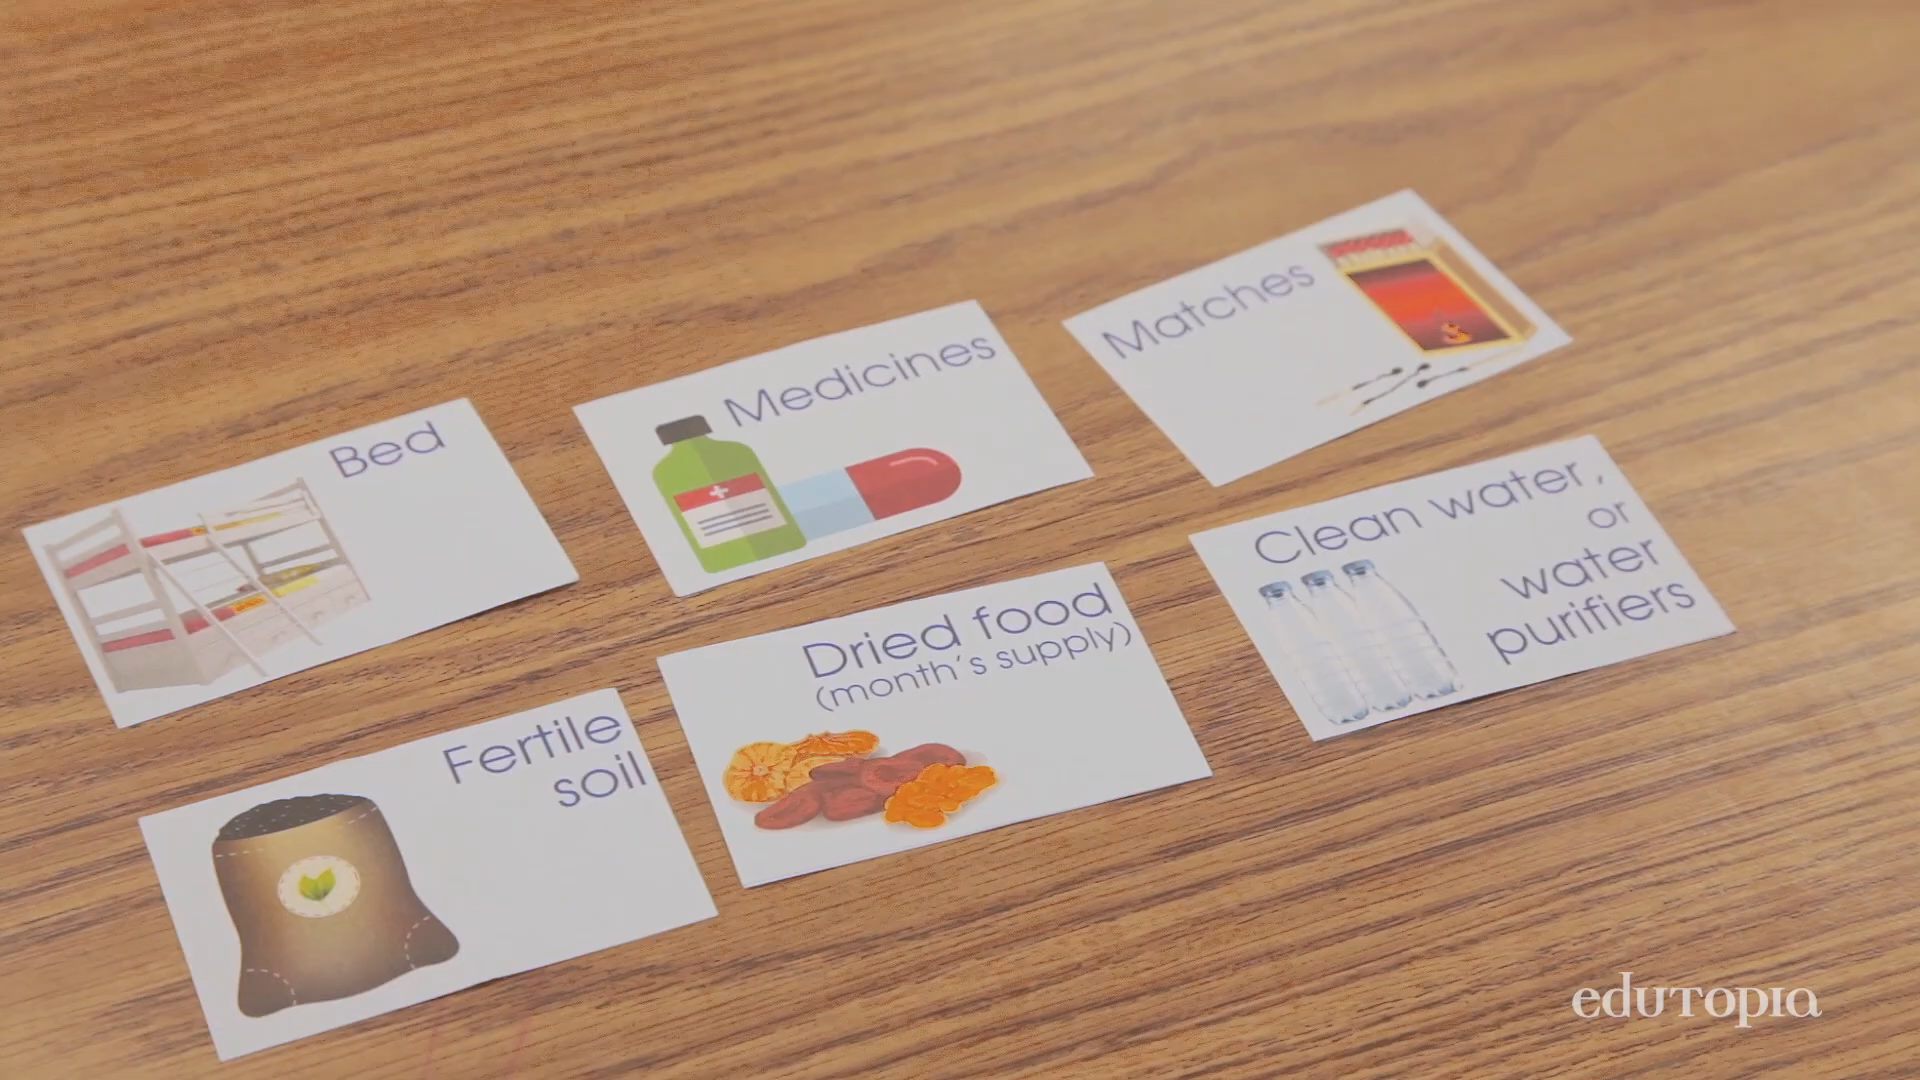 Bed
Medicines
Matches
Fertile
soil
Dried food
(month's supply)
Clean water,
or
water
purifiers
edutopia